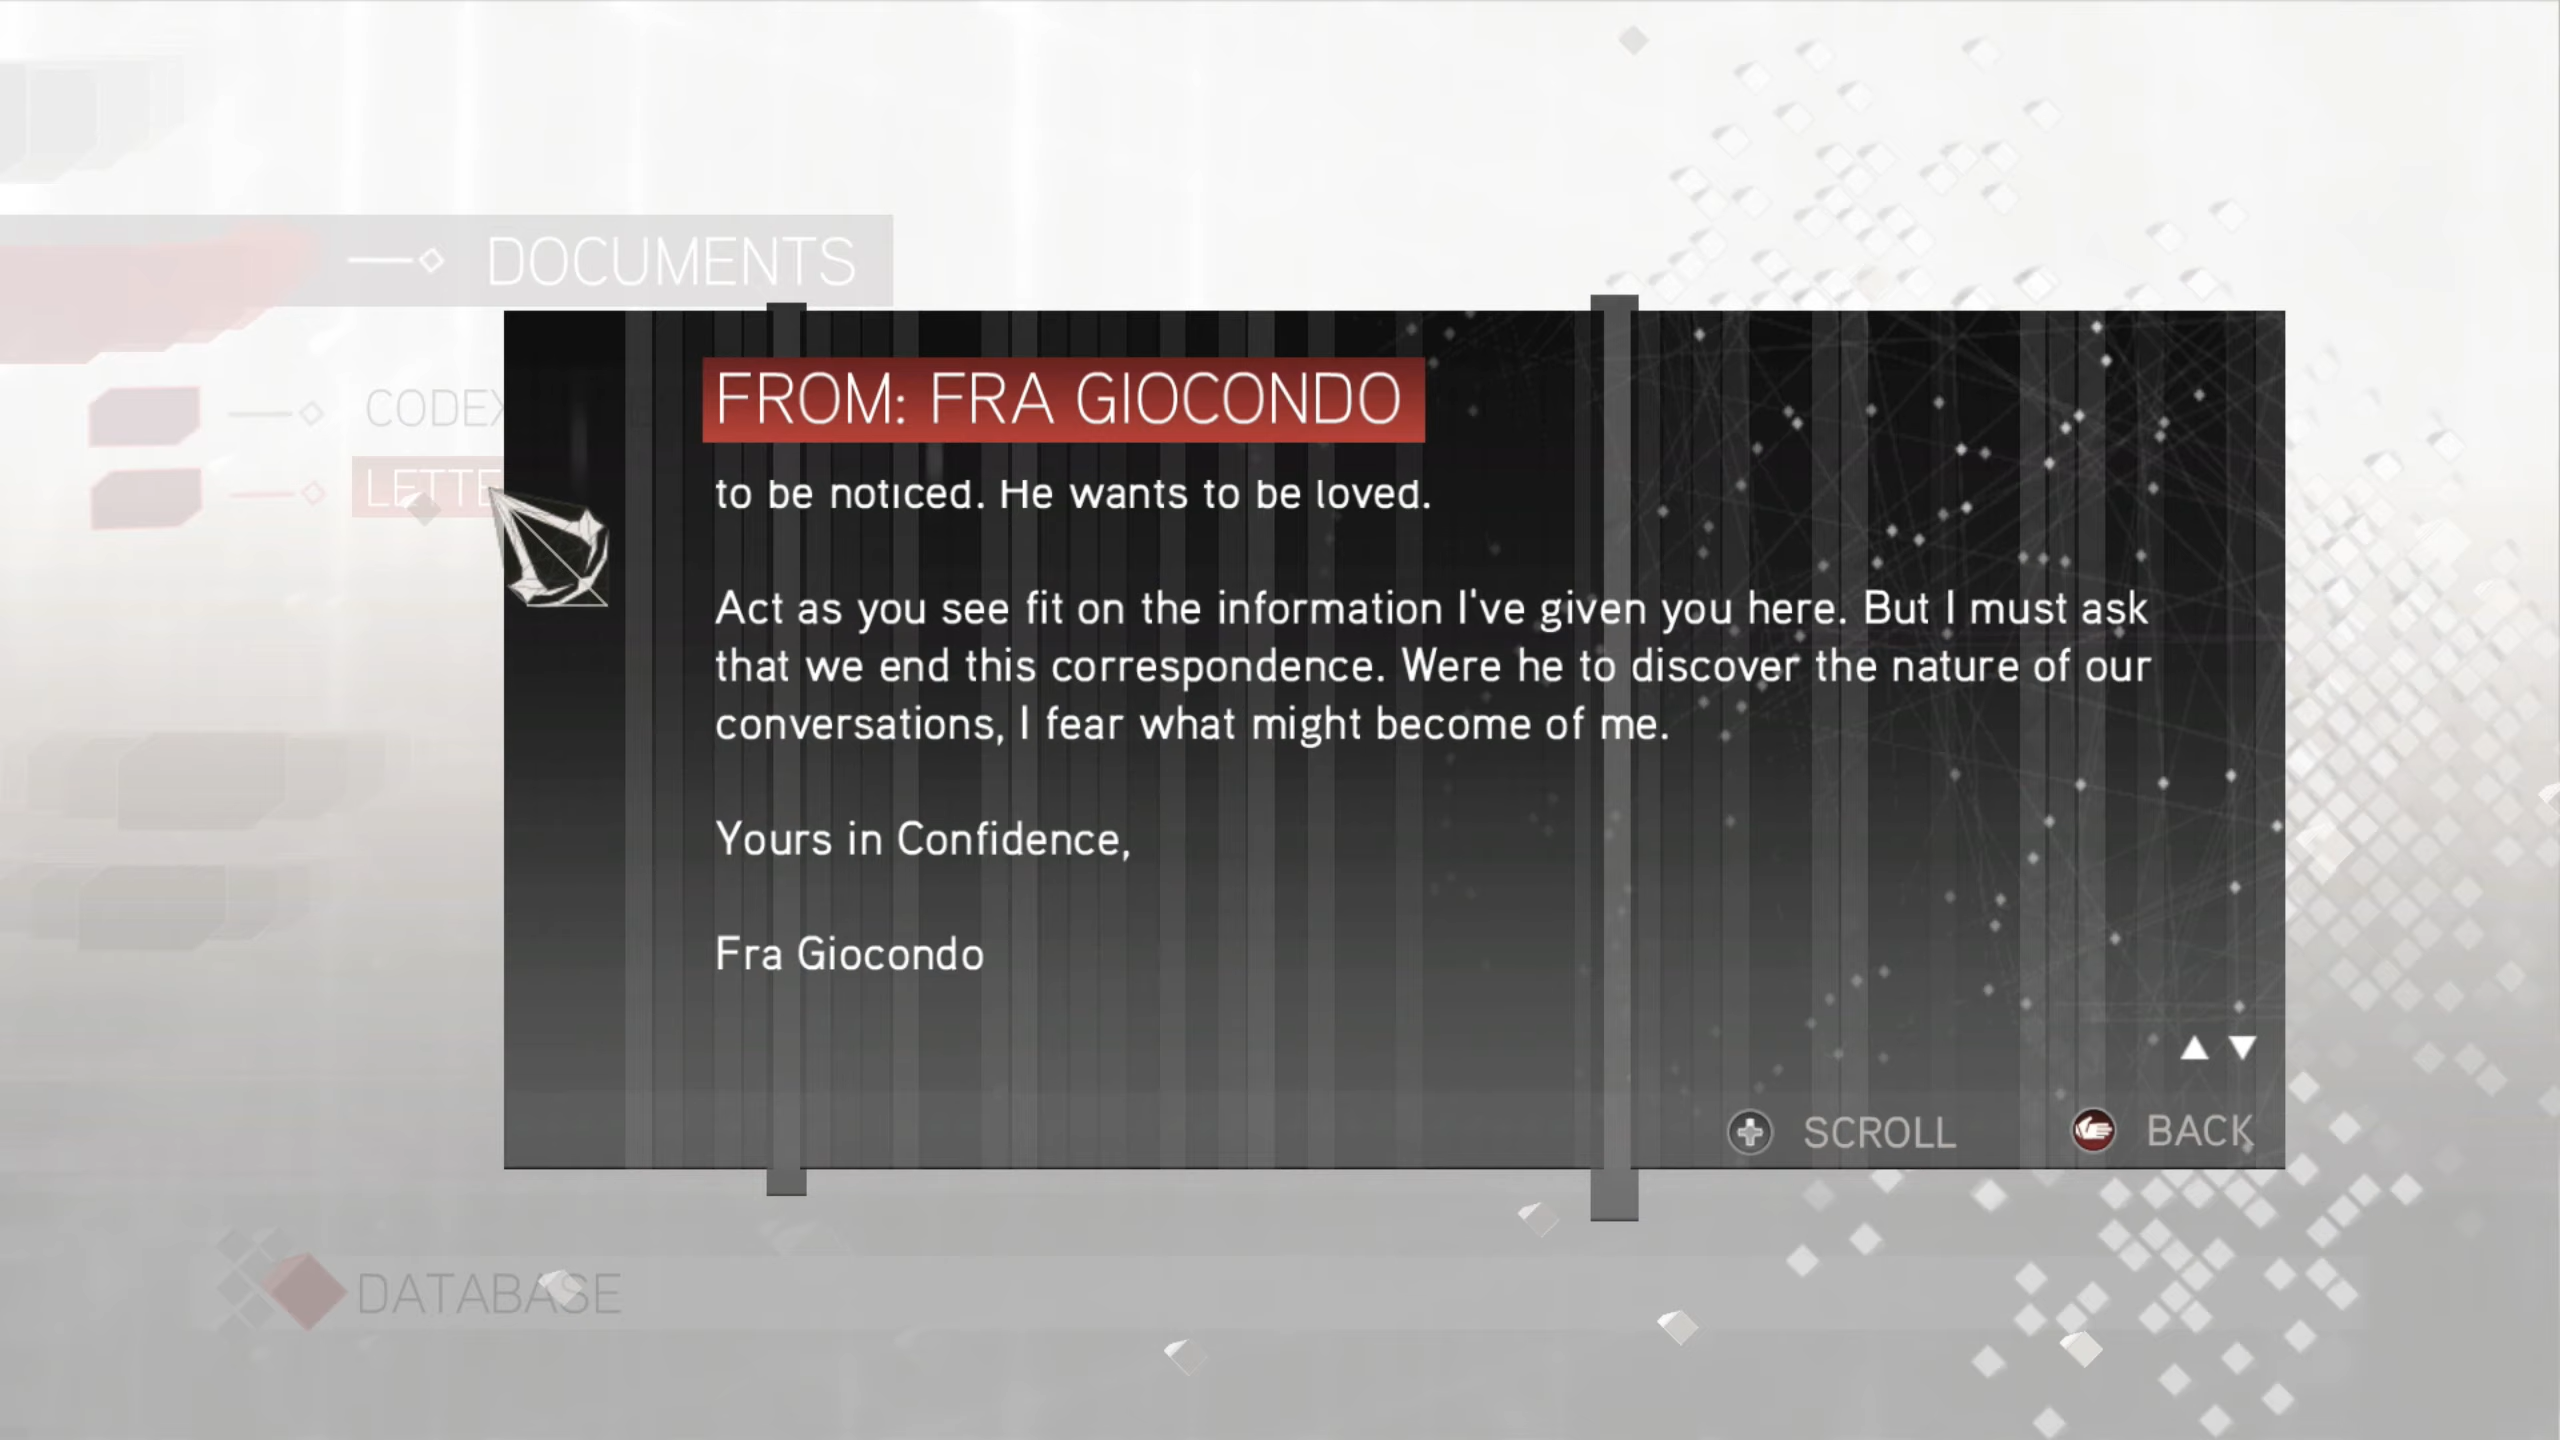 DOCUMENTS
CODEX
LETTE
FROM: FRA GIOCONDO
to be noticed. He wants to be loved.
Act as you see fit on the information I've given you here. But I must ask
that we end this correspondence. Were he to discover the nature of our
conversations, I fear what might become of me.
Yours in Confidence,
Fra Giocondo
SCROLL
BACK
DATABASE